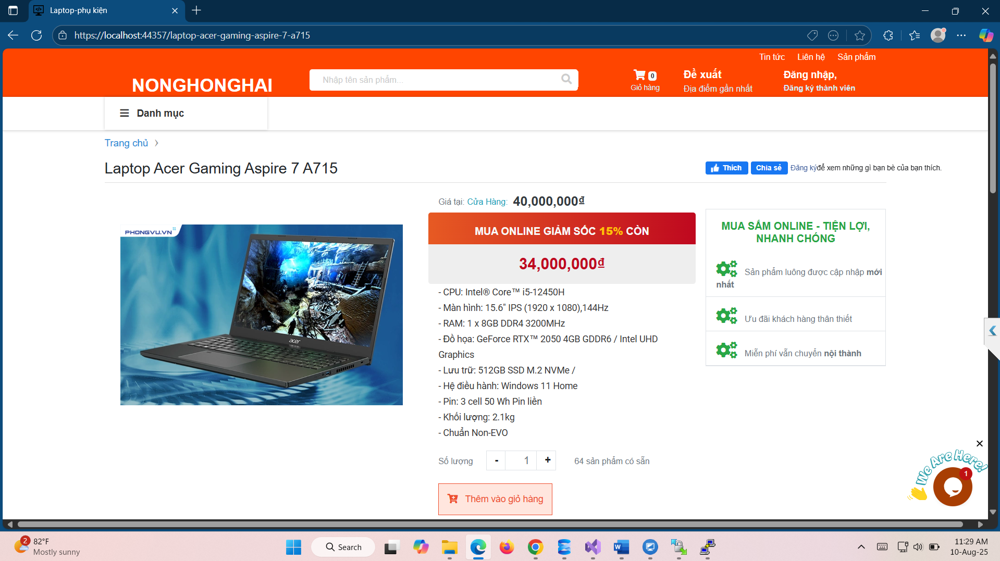 Laptop-phụ kiện
https://localhost:44357/laptop-acer-gaming-aspire-7-a715
Tin tức Liên hệ Sản phẩm
NONGHONGHAI
Nhập tên sản phẩm...
0
Giỏ hàng
Đề xuất
Địa điểm gần nhất
Đăng nhập,
Đăng ký thành viên
Danh mục
Trang chủ
Laptop Acer Gaming Aspire 7 A715
Thích
Chia sẻ
Đăng kýđể xem những gì bạn bè của bạn thích.
PHONGVU.VN
acer
Giá tại: Cửa Hàng: 40,000,000₫
MUA ONLINE GIẢM SỐC 15% CÒN
34,000,000₫
- CPU: Intel® Core™ i5-12450H
- Màn hình: 15.6" IPS (1920 x 1080),144Hz
- RAM: 1 x 8GB DDR4 3200MHz
- Đồ họa: GeForce RTX™ 2050 4GB GDDR6 / Intel UHD
Graphics
- Lưu trữ: 512GB SSD M.2 NVMe /
- Hệ điều hành: Windows 11 Home
- Pin: 3 cell 50 Wh Pin liền
- Khối lượng: 2.1kg
- Chuẩn Non-EVO
Số lượng - 1 + 64 sản phẩm có sẵn
Thêm vào giỏ hàng
MUA SẮM ONLINE - TIỆN LỢI,
NHANH CHÓNG
Sản phẩm luông được cập nhập mới
nhất
Ưu đãi khách hàng thân thiết
Miễn phí vẫn chuyển nội thành
We Are Here!
1
2
82°F
Mostly sunny
Search
11:29 AM
10-Aug-25